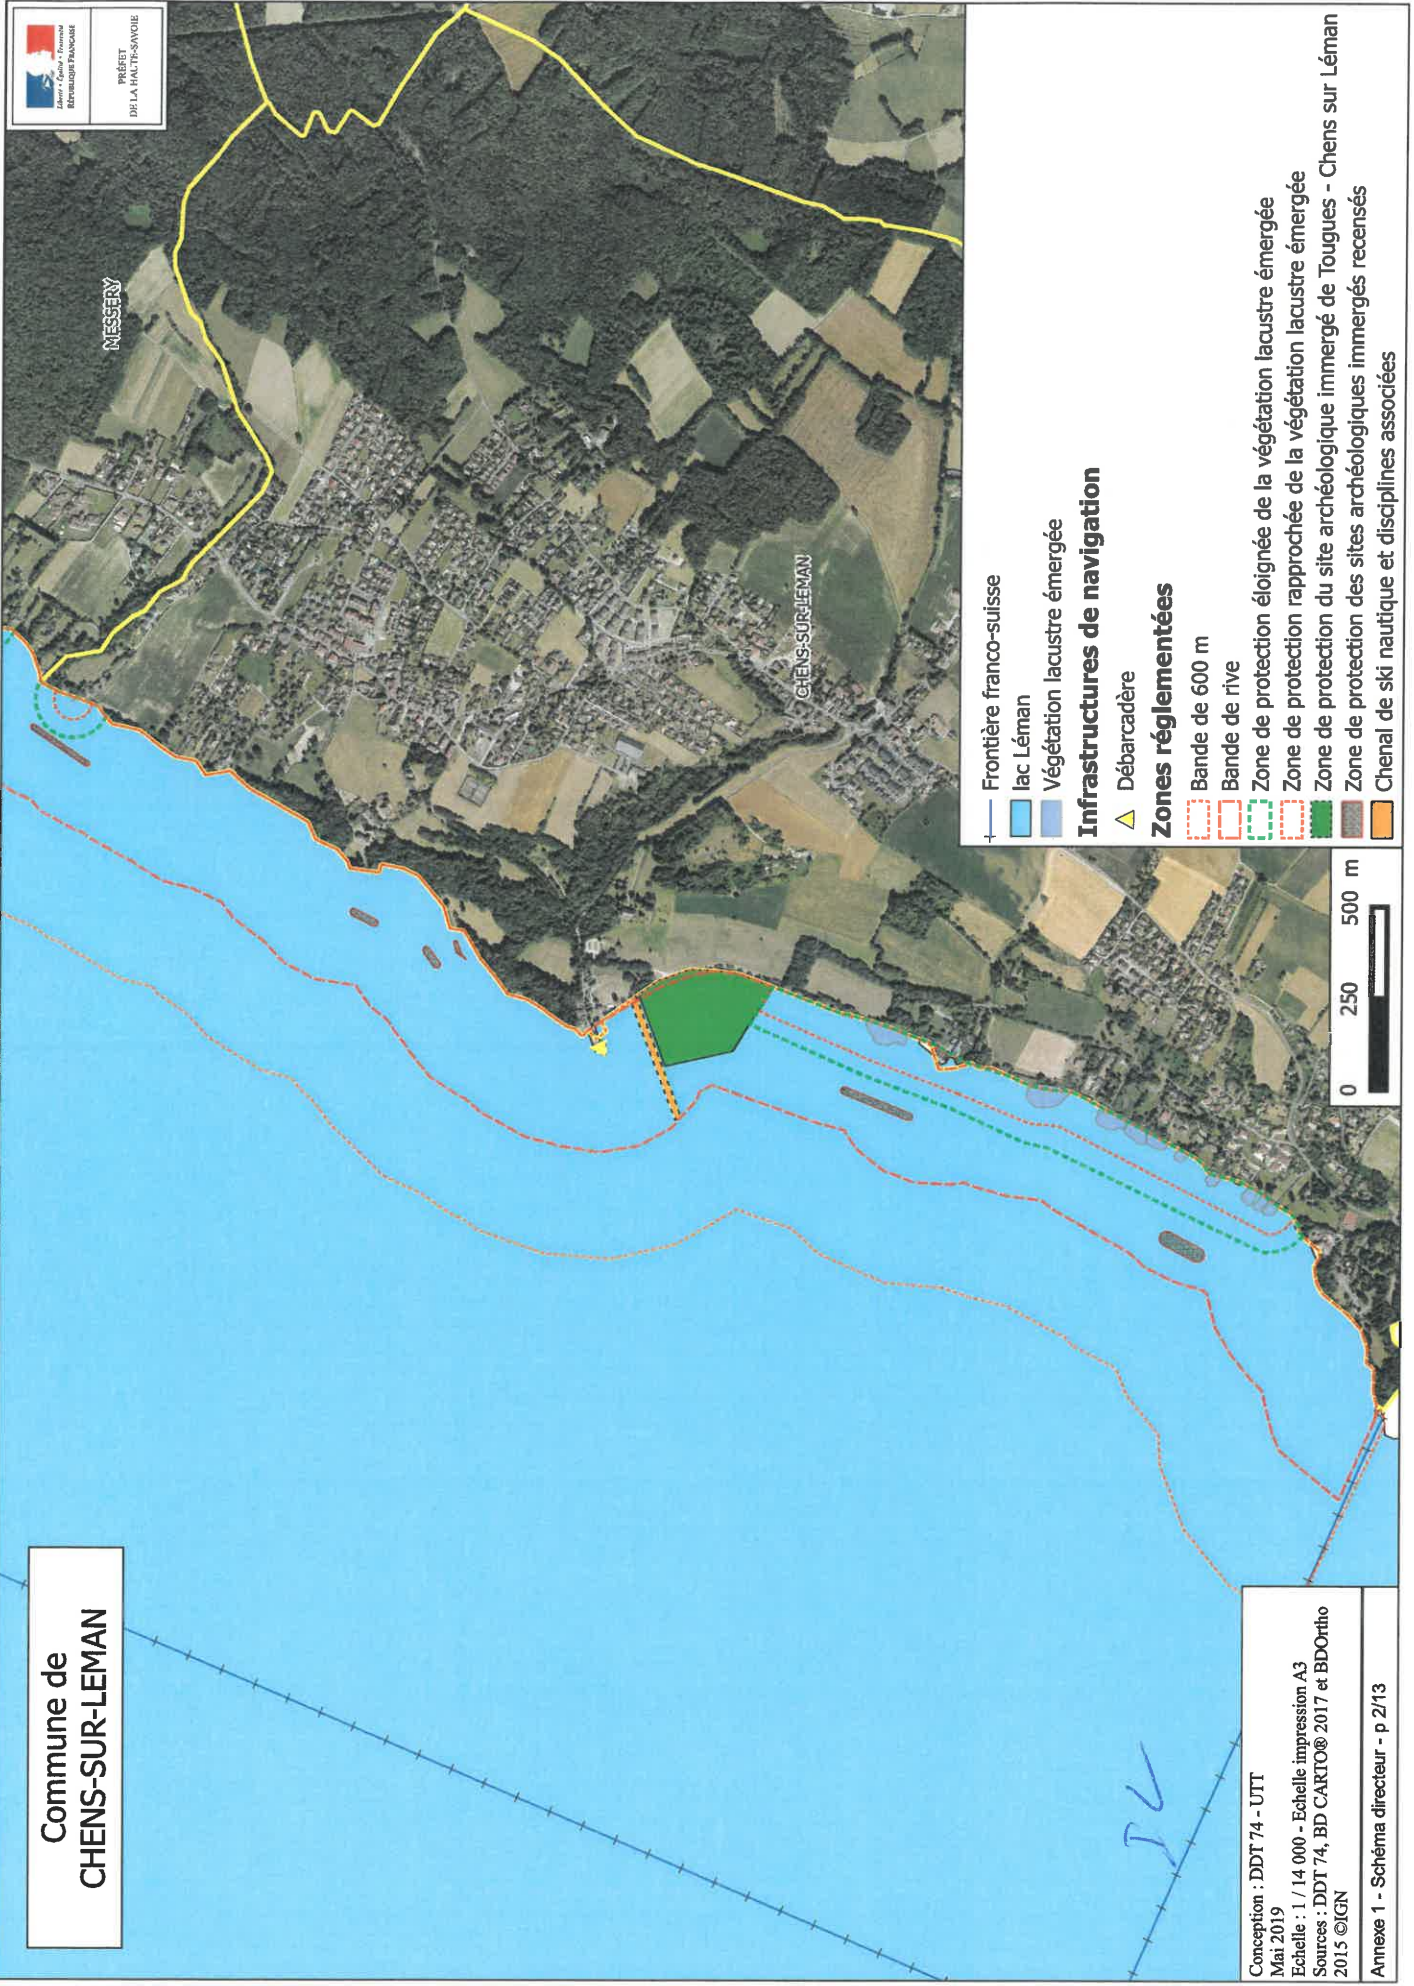 Commune de
CHENS-SUR-LEMAN
Liberté • Égalité • Fraternité
RÉPUBLIQUE FRANÇAISE
PRÉFET
DE LA HAUTE-SAVOIE
MESSERY
CHENS-SUR-LEMAN
Frontière franco-suisse
lac Léman
Végétation lacustre émergée
Infrastructures de navigation
Débarcadère
Zones réglementées
Bande de 600 m
Bande de rive
Zone de protection éloignée de la végétation lacustre émergée
Zone de protection rapprochée de la végétation lacustre émergée
Zone de protection du site archéologique immergé de Tougues - Chens sur Léman
Zone de protection des sites archéologiques immergés recensés
Chenal de ski nautique et disciplines associées
0 250 500 m
Conception : DDT 74 - UTT
Mai 2019
Echelle : 1 / 14 000 - Echelle impression A3
Sources : DDT 74, BD CARTO® 2017 et BDOrtho
2015 ©IGN
Annexe 1 - Schéma directeur - p 2/13